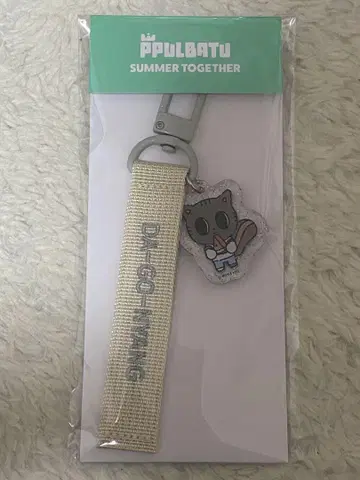 PPULBATU
SUMMER TOGETHER
DA-GO-NYANG